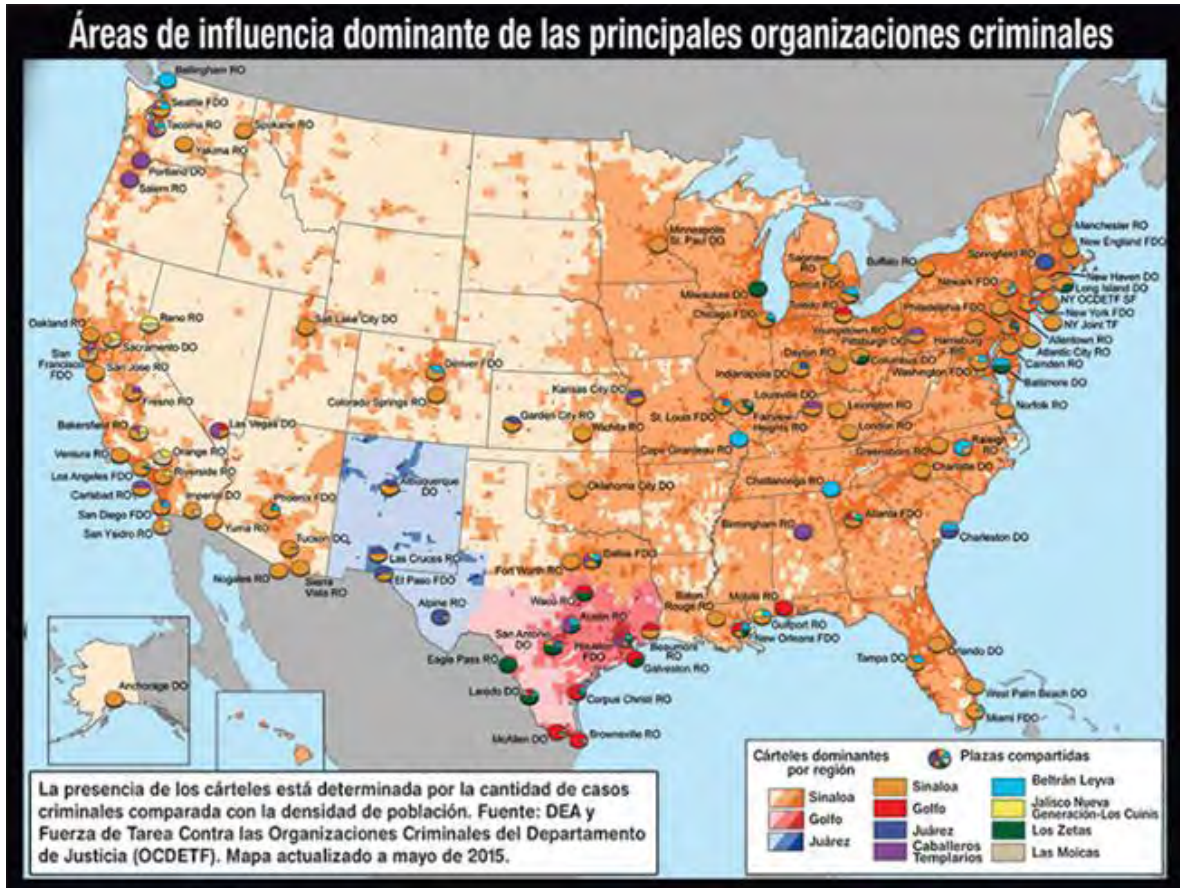 Áreas de influencia dominante de las principales organizaciones criminales
Bellingham RO
Seattle FDO
Tacoma RO
Spokane RO
Yakima RO
Portland DO
Salem RO
Minneapolis
St. Paul DO
Saginaw
RO
Buffalo RO
Manchester RO
New England FDO
Springfield RO
New Haven DO
Long Island DO
NY OCDETF SF
New York FDO
NY Joint TF
Newark FDO
Detroit FDO
Milwaukee DO
Chicago FDO
Toledo RO
Philadelphia FDO
Youngstown RO
Pittsburgh DO
Harrisburg
Allentown RO
Atlantic City RO
Camden RO
Baltimore DO
Washington FDO
Dayton RO
Columbus DO
Indianapolis DO
Oakland RO
Reno RO
Sacramento DO
San
Francisco
FDO
San Jose RO
Fresno RO
Salt Lake City DO
Denver FDO
Colorado Springs RO
Kansas City DO
Garden City RO
Wichita RO
St. Louis FDO
Fairview
Heights RO
Louisville DO
Lexington RO
London RO
Norfolk RO
Cape Girardeau RO
Greensboro RO
Raleigh
RO
Charlotte DO
Chattanooga RO
Bakersfield RO
Las Vegas DO
Ventura RO
Orange RO
Los Angeles FDO
Riverside RO
Carlsbad RO
Imperial DO
San Diego FDO
San Ysidro RO
Yuma RO
Phoenix FDO
Tucson DO
Nogales RO
Sierra
Vista RO
Albuquerque
DO
Las Cruces RO
El Paso FDO
Alpine RO
Oklahoma City DO
Birmingham RO
Atlanta FDO
Charleston DO
Fort Worth RO
Dallas FDO
Waco RO
Austin RO
San Antonio
DO
Houston
FDO
Beaumont
RO
Galveston RO
Eagle Pass RO
Laredo DO
Corpus Christi RO
McAllen DO
Brownsville RO
Baton
Rouge RO
Mobile RO
Gulfport RO
New Orleans FDO
Orlando DO
Tampa DO
West Palm Beach DO
Miami FDO
Anchorage DO
La presencia de los cárteles está determinada por la cantidad de casos
criminales comparada con la densidad de población. Fuente: DEA y
Fuerza de Tarea Contra las Organizaciones Criminales del Departamento
de Justicia (OCDETF). Mapa actualizado a mayo de 2015.
Cárteles dominantes
por región
Sinaloa
Golfo
Juárez
Plazas compartidas
Sinaloa
Golfo
Juárez
Caballeros
Templarios
Beltrán Leyva
Jalisco Nueva
Generación-Los Cuinis
Los Zetas
Las Moicas